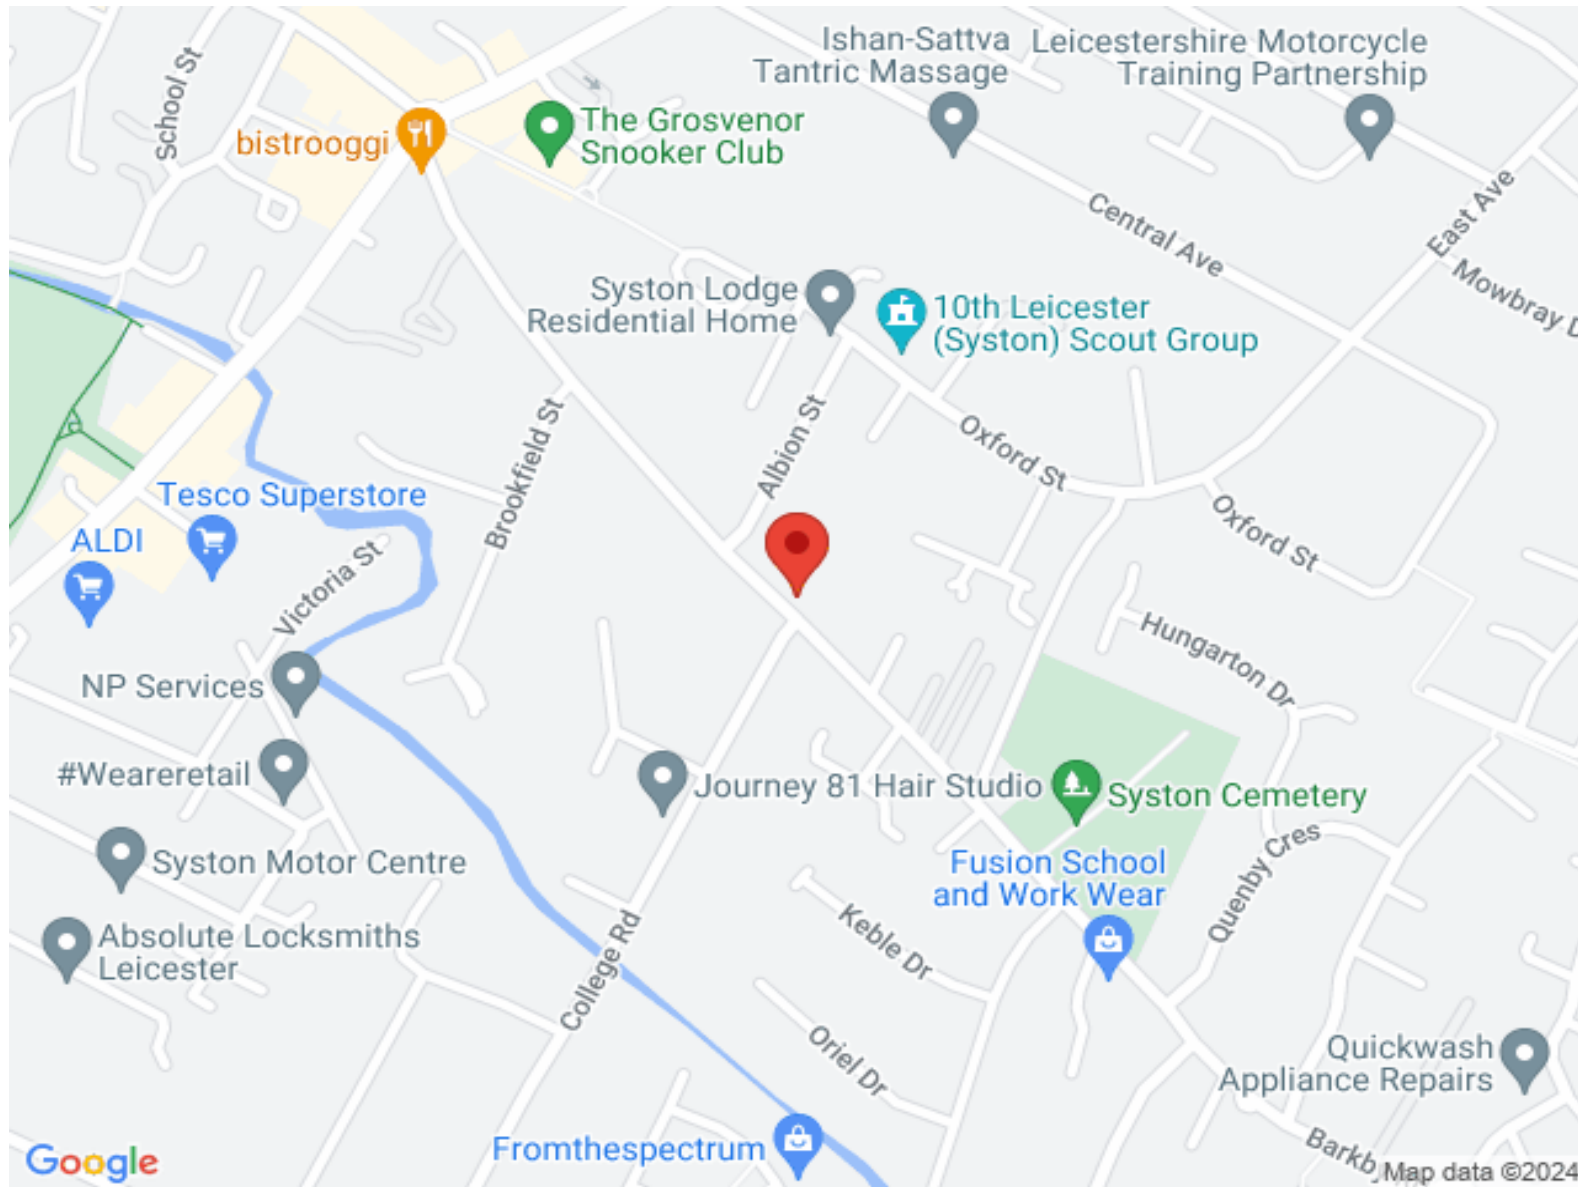 Ishan-Sattva
Tantric Massage
Leicestershire Motorcycle
Training Partnership
School St
bistrooggi
The Grosvenor
Snooker Club
Central Ave
East Ave
Mowbray D
Syston Lodge
Residential Home
10th Leicester
(Syston) Scout Group
Brookfield St
Albion St
Oxford St
Oxford St
Tesco Superstore
ALDI
Victoria St
Hungarton Dr
NP Services
#Weareretail
Journey 81 Hair Studio
Syston Cemetery
Quenby Cres
Syston Motor Centre
Fusion School
and Work Wear
Absolute Locksmiths
Leicester
College Rd
Keble Dr
Oriel Dr
Quickwash
Appliance Repairs
Fromthespectrum
Barkby
Google
Map data ©2024